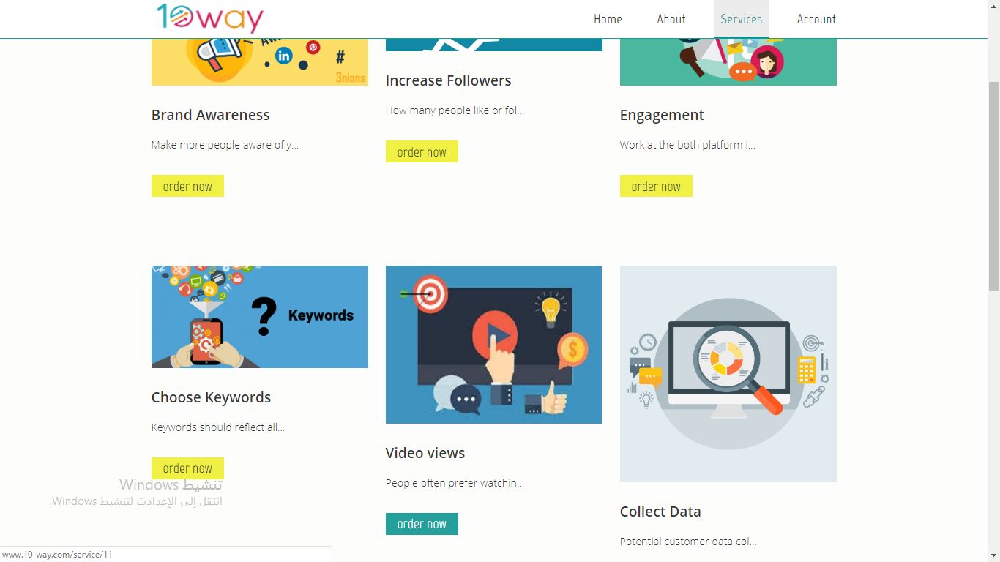 10way
Home
About
Services
Account
#
3nions
Brand Awareness
Make more people aware of y...
order now
Increase Followers
How many people like or fol...
order now
Engagement
Work at the both platform i...
order now
? Keywords
Choose Keywords
Keywords should reflect all...
order now
Video views
People often prefer watchin...
order now
Collect Data
Potential customer data col...
تنشيط Windows
انتقل إلى الإعدادات لتنشيط Windows.
www.10-way.com/service/11